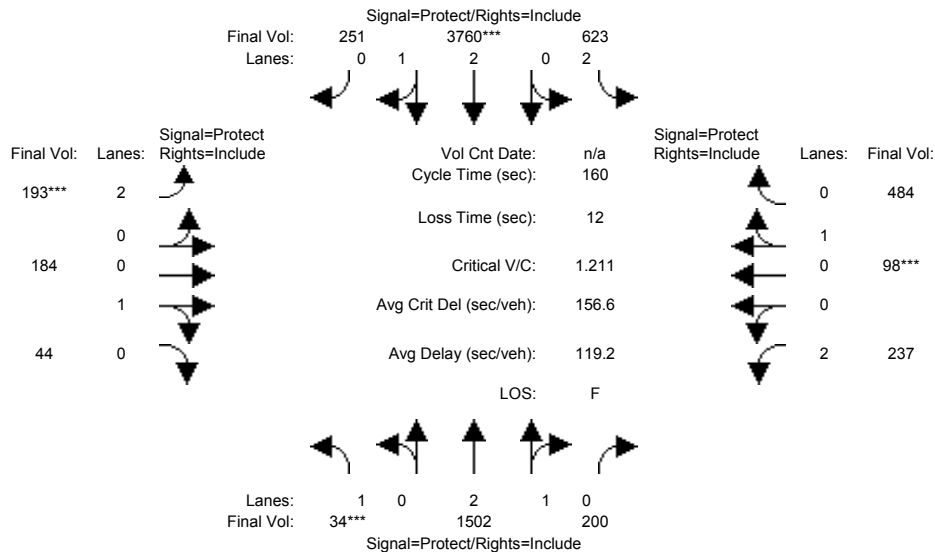 Signal=Protect/Rights=Include
Final Vol: 251 3760*** 623
Lanes: 0 1 2 0 2
Signal=Protect Signal=Protect
Final Vol: Lanes: Rights=Include Vol Cnt Date: n/a Rights=Include Lanes: Final Vol:
Cycle Time (sec): 160
193*** 2 0 484
Loss Time (sec): 12
0 1
184 0 Critical V/C: 1.211 0 98***
1 Avg Crit Del (sec/veh): 156.6 0
44 0 Avg Delay (sec/veh): 119.2 2 237
LOS: F
Lanes: 1 0 2 1 0
Final Vol: 34*** 1502 200
Signal=Protect/Rights=Include